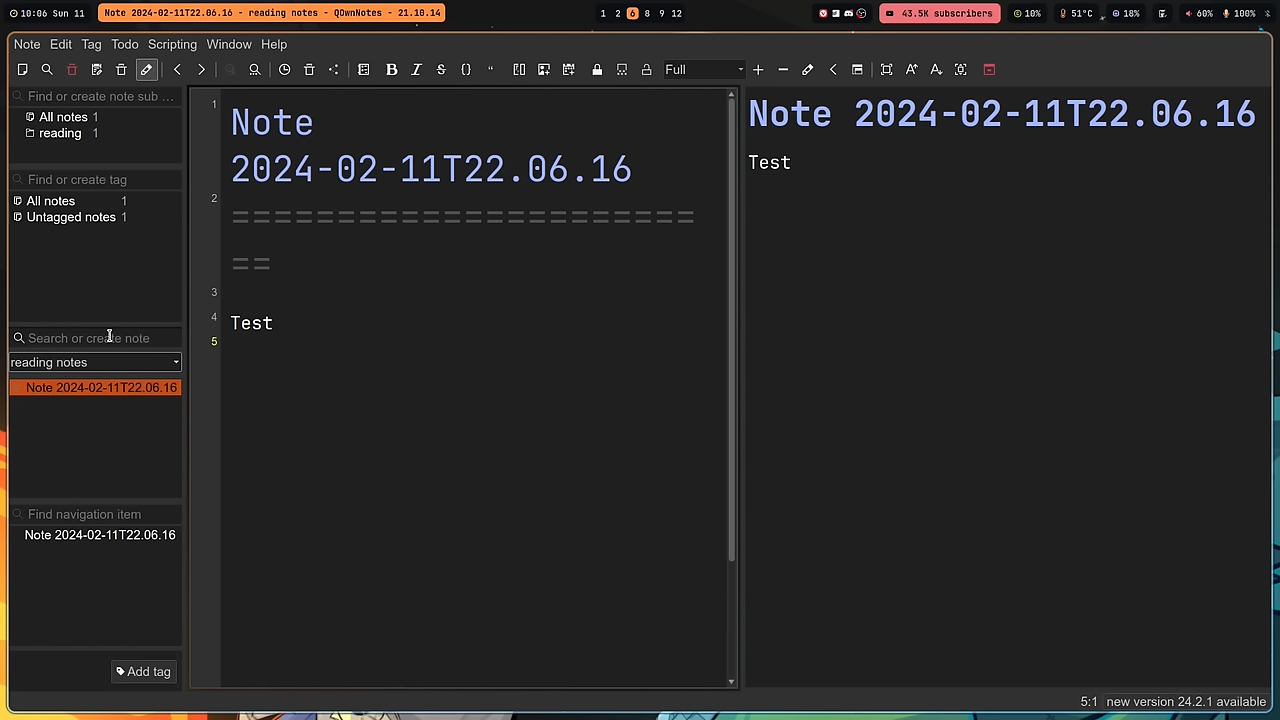 10:06 Sun 11
Note 2024-02-11T22.06.16 - reading notes - QOwnNotes - 21.10.14
1 2 6 8 9 12
43.5K subscribers
10%
51°C
18%
60%
100%
Note Edit Tag Todo Scripting Window Help
Full
Find or create note sub ...
All notes 1
reading 1
Find or create tag
All notes 1
Untagged notes 1
Search or create note
reading notes
Note 2024-02-11T22.06.16
Find navigation item
Note 2024-02-11T22.06.16
Add tag
1 Note
2024-02-11T22.06.16
2 ======================
==
3
4 Test
5
Note 2024-02-11T22.06.16
Test
5:1 new version 24.2.1 available